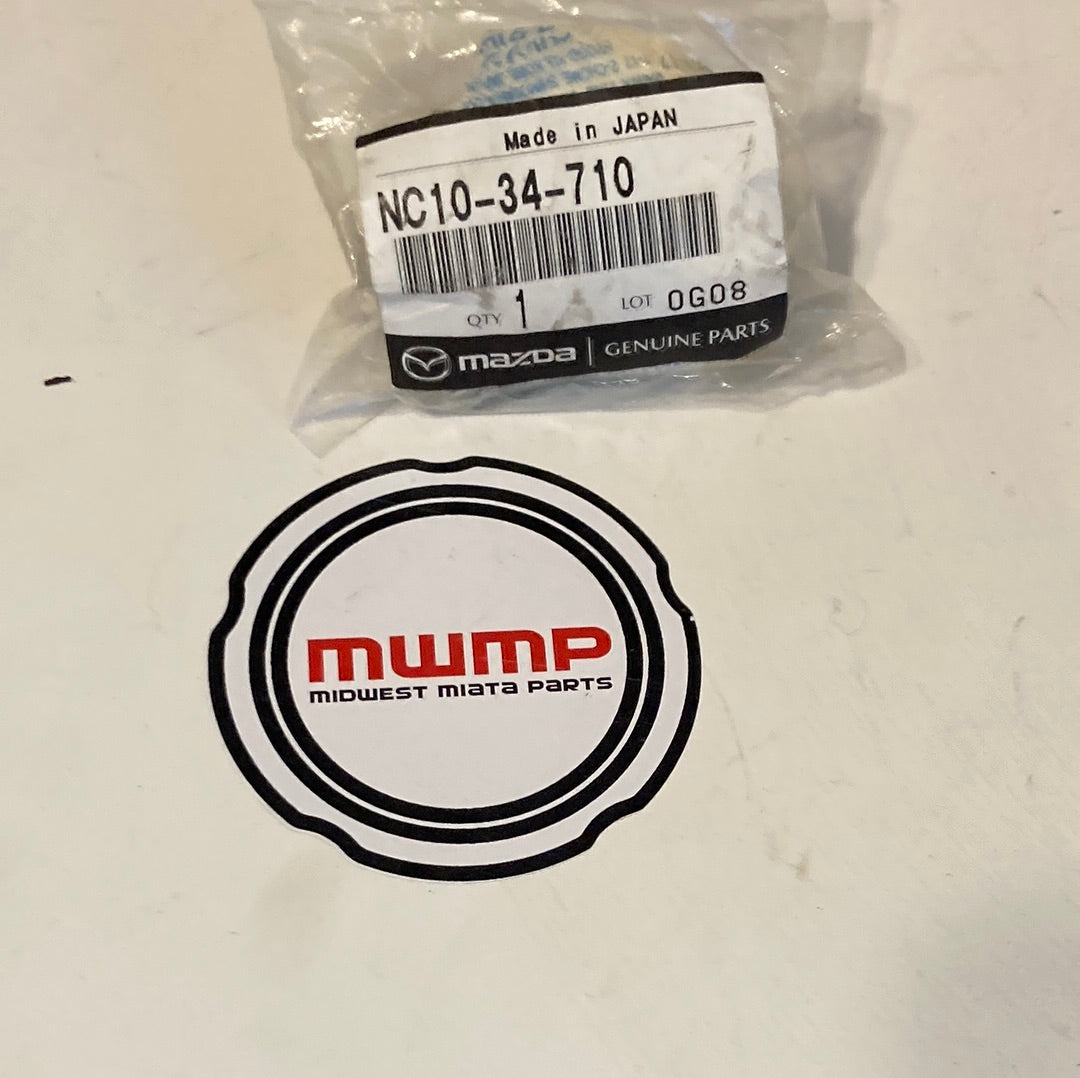 Made in JAPAN
NC10-34-710
QTY 1 LOT 0G08
mazDa | GENUINE PARTS
mwmp
MIDWEST MIATA PARTS